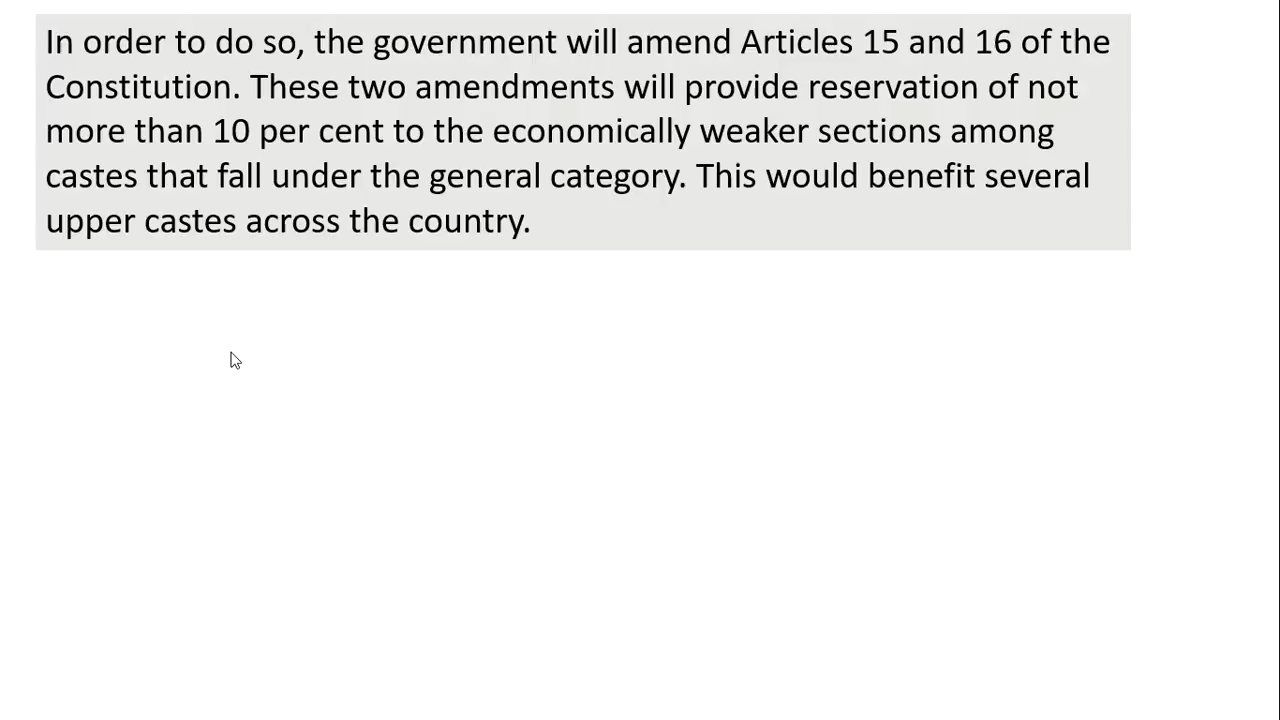 In order to do so, the government will amend Articles 15 and 16 of the
Constitution. These two amendments will provide reservation of not
more than 10 per cent to the economically weaker sections among
castes that fall under the general category. This would benefit several
upper castes across the country.